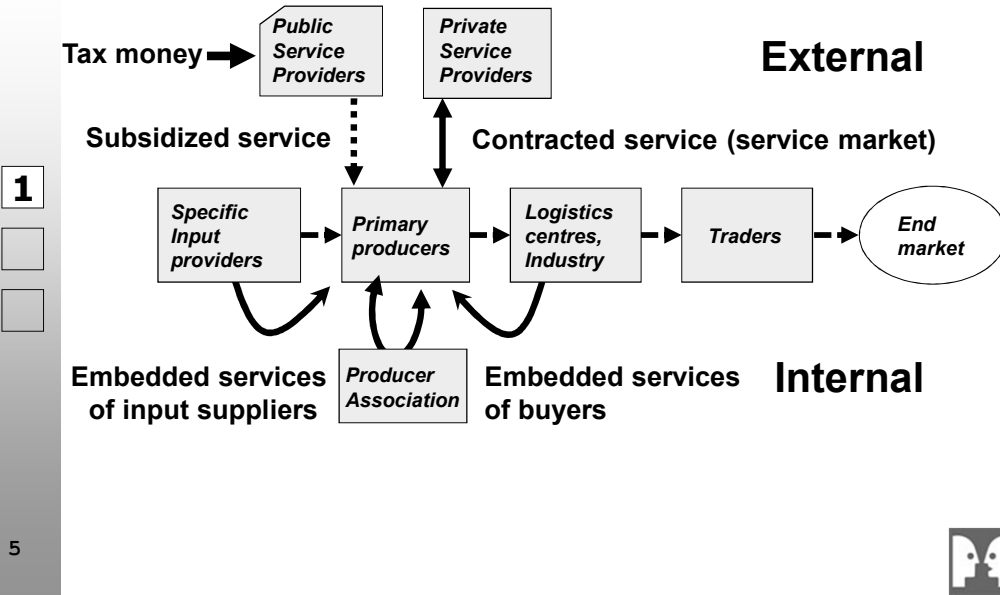 Public
Service
Providers
Private
Service
Providers
External
Tax money
Subsidized service
Contracted service (service market)
1
Specific
Input
providers
Primary
producers
Logistics
centres,
Industry
Traders
End
market
Embedded services
of input suppliers
Producer
Association
Embedded services
of buyers
Internal
5